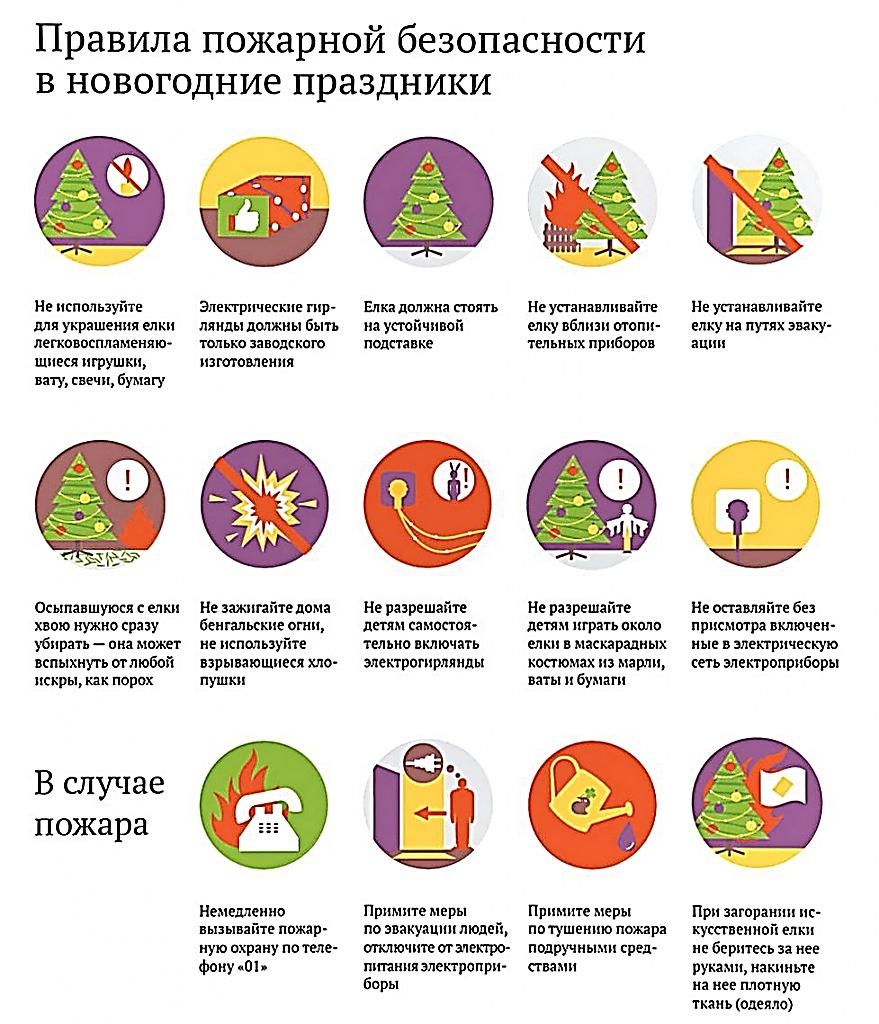 Правила пожарной безопасности
в новогодние праздники
Не используйте
для украшения елки
легковоспламеняю-
щиеся игрушки,
вату, свечи, бумагу
Электрические гир-
лянды должны быть
только заводского
изготовления
Елка должна стоять
на устойчивой
подставке
Не устанавливайте
елку вблизи отопи-
тельных приборов
Не устанавливайте
елку на путях эваку-
ации
Осыпавшуюся с елки
хвою нужно сразу
убирать — она может
вспыхнуть от любой
искры, как порох
Не зажигайте дома
бенгальские огни,
не используйте
взрывающиеся хло-
пушки
Не разрешайте
детям самостоя-
тельно включать
электрогирлянды
Не разрешайте
детям играть около
елки в маскарадных
костюмах из марли,
ваты и бумаги
Не оставляйте без
присмотра включен-
ные в электрическую
сеть электроприборы
В случае
пожара
Немедленно
вызывайте пожар-
ную охрану по теле-
фону «01»
Примите меры
по эвакуации людей,
отключите от электро-
питания электропри-
боры
Примите меры
по тушению пожара
подручными сред-
ствами
При загорании ис-
кусственной елки
не беритесь за нее
руками, накиньте
на нее плотную
ткань (одеяло)